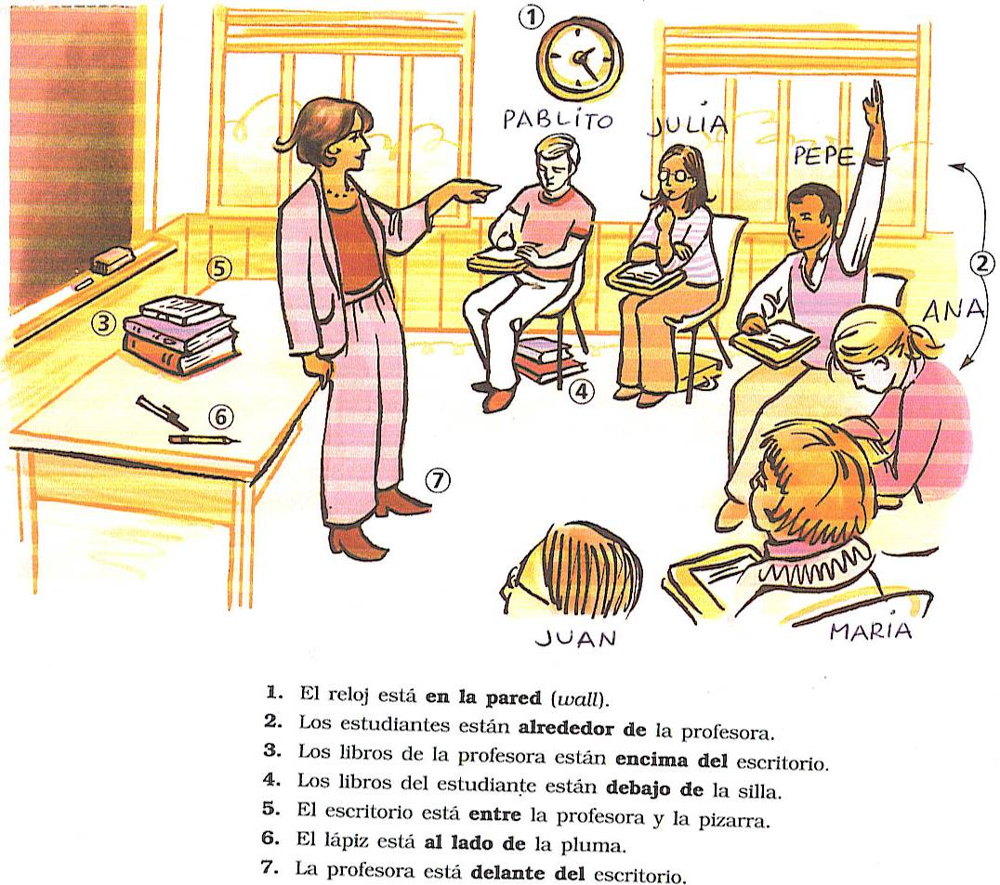 ①
PABLITO
JULIA
PEPE
②
ANA
⑤
③
④
⑥
⑦
JUAN
MARIA
1. El reloj está en la pared (wall).
2. Los estudiantes están alrededor de la profesora.
3. Los libros de la profesora están encima del escritorio.
4. Los libros del estudiante están debajo de la silla.
5. El escritorio está entre la profesora y la pizarra.
6. El lápiz está al lado de la pluma.
7. La profesora está delante del escritorio.